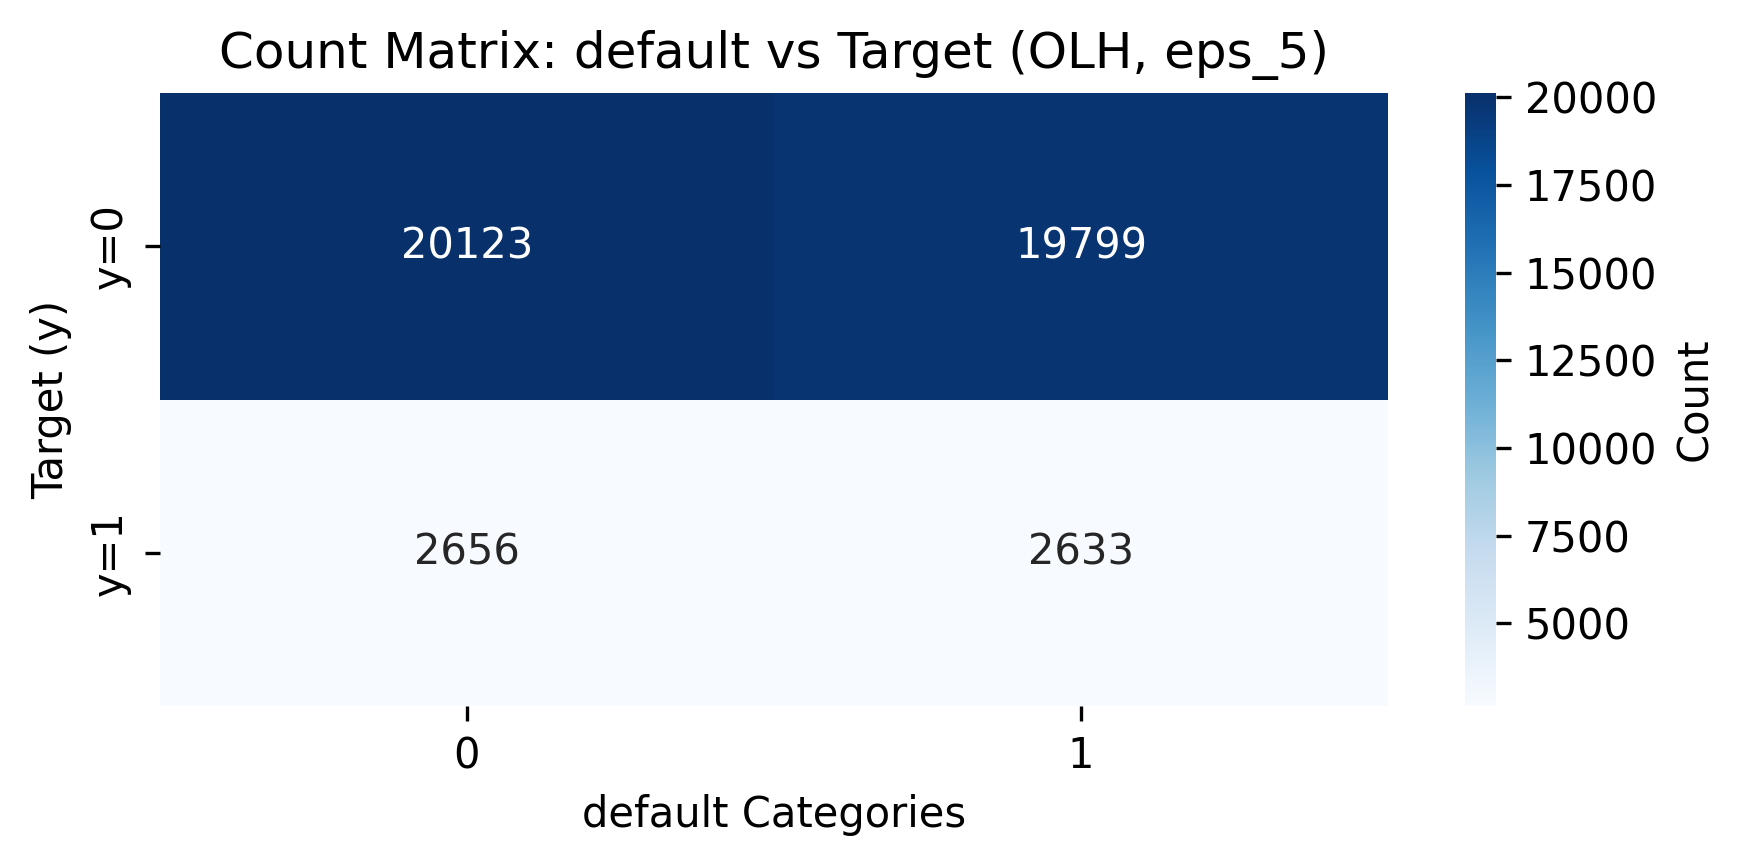 Count Matrix: default vs Target (OLH, eps_5)
Target (y)
y=0
20123
19799
y=1
2656
2633
0
1
default Categories
20000
17500
15000
12500
10000
7500
5000
Count